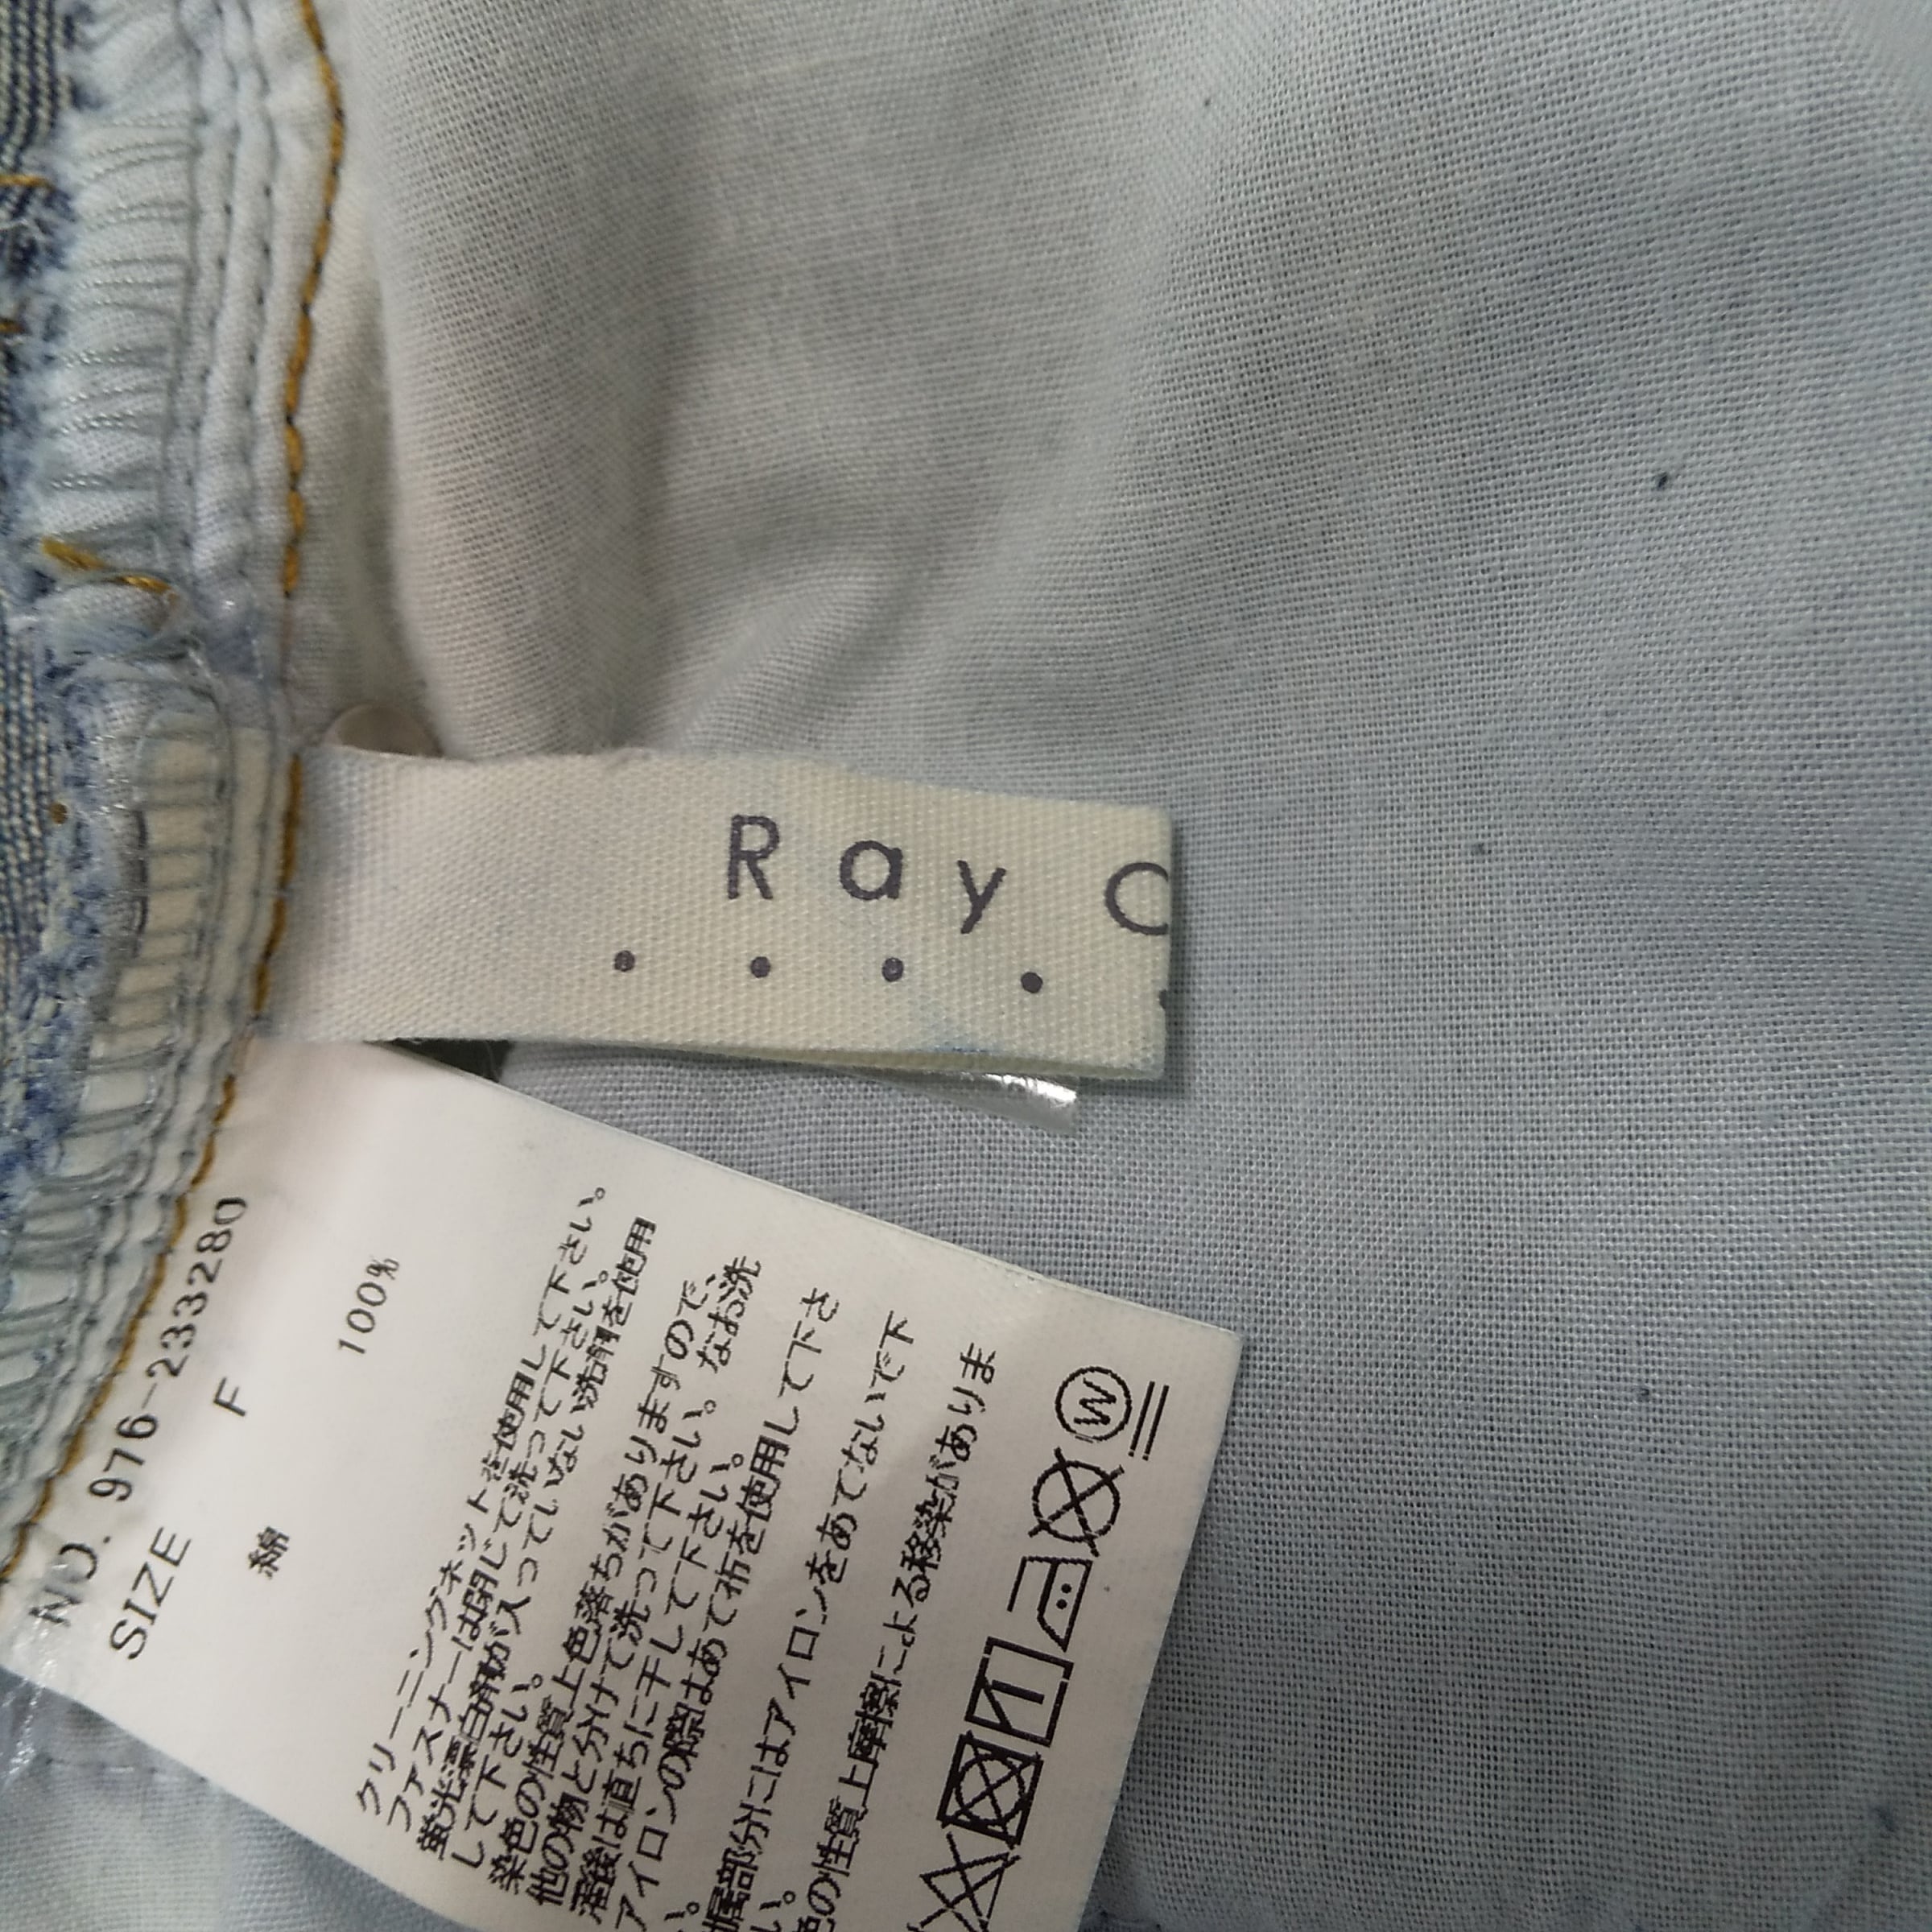 Ray C
NO. 976-233280
SIZE F
綿 100%
クリーニングネットを使用して下さい。
ファスナーは閉じて洗って下さい。
蛍光漂白剤が入っていない洗剤を使用
して下さい。
染色の性質上色落ちがありますので、
他の物と分けて洗って下さい。なお洗
濯後は直ちに干して下さい。
アイロンの際はあて布を使用して下さ
い。
属部分にはアイロンをあてないで下
い。
色の性質上摩擦による移染がありま
W